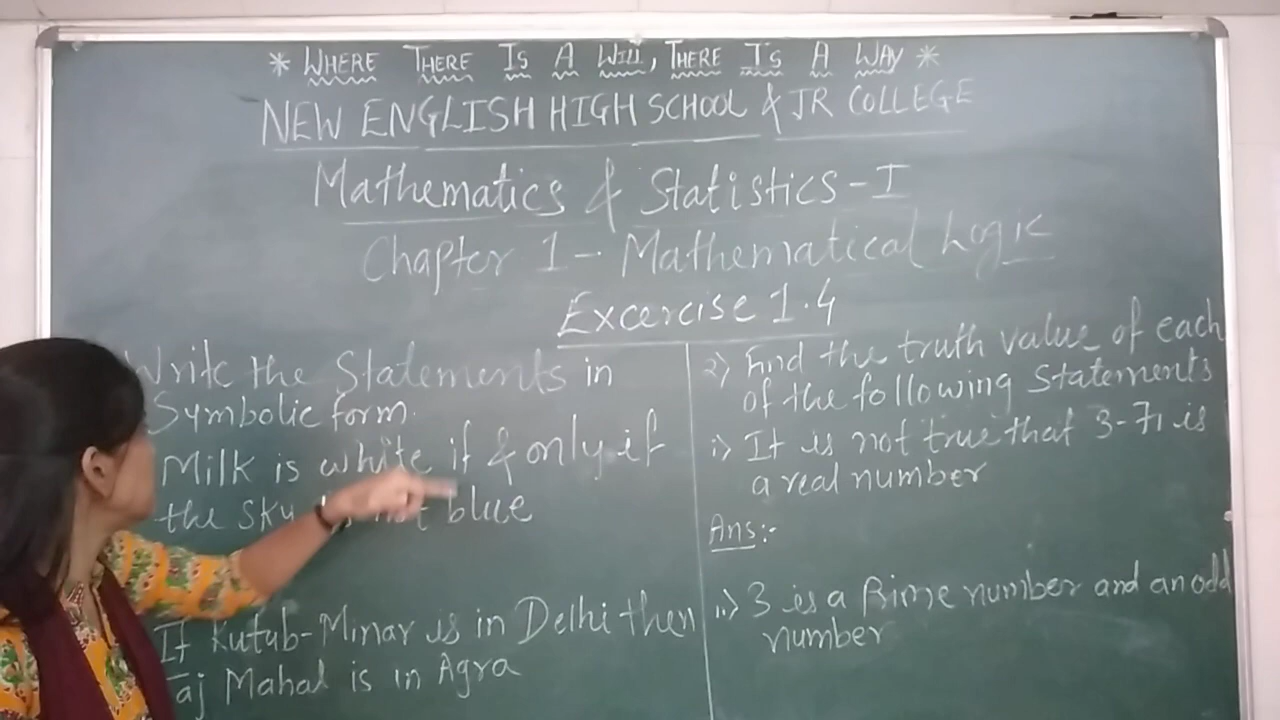 * WHERE THERE IS A WILL, THERE IS A WAY *
NEW ENGLISH HIGH SCHOOL & JR COLLEGE
Mathematics & Statistics-I
Chapter 1- Mathematical Logic
Excercise 1.4
Write the Statements in
Symbolic form.
Milk is white if & only if
the sky is not blue
If Kutub-Minar is in Delhi then
Taj Mahal is in Agra
2) Find the truth value of each
of the following statements
i) It is not true that 3-7i is
a real number
Ans:-
ii) 3 is a Prime number and an odd
number